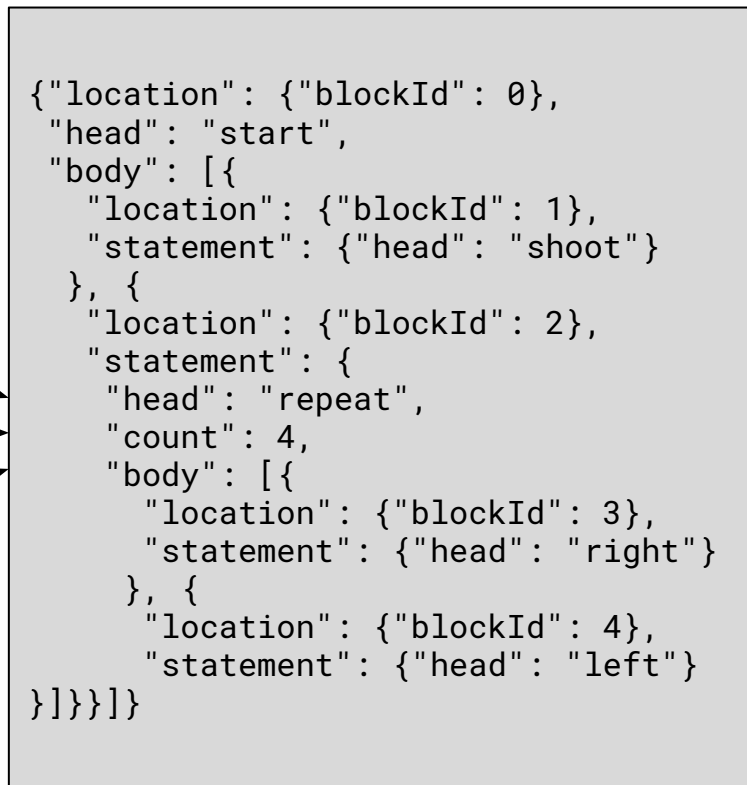 {"location": {"blockId": 0},
 "head": "start",
 "body": [{
   "location": {"blockId": 1},
   "statement": {"head": "shoot"}
  }, {
   "location": {"blockId": 2},
   "statement": {
    "head": "repeat",
    "count": 4,
    "body": [{
      "location": {"blockId": 3},
      "statement": {"head": "right"}
     }, {
      "location": {"blockId": 4},
      "statement": {"head": "left"}
}]}}]}